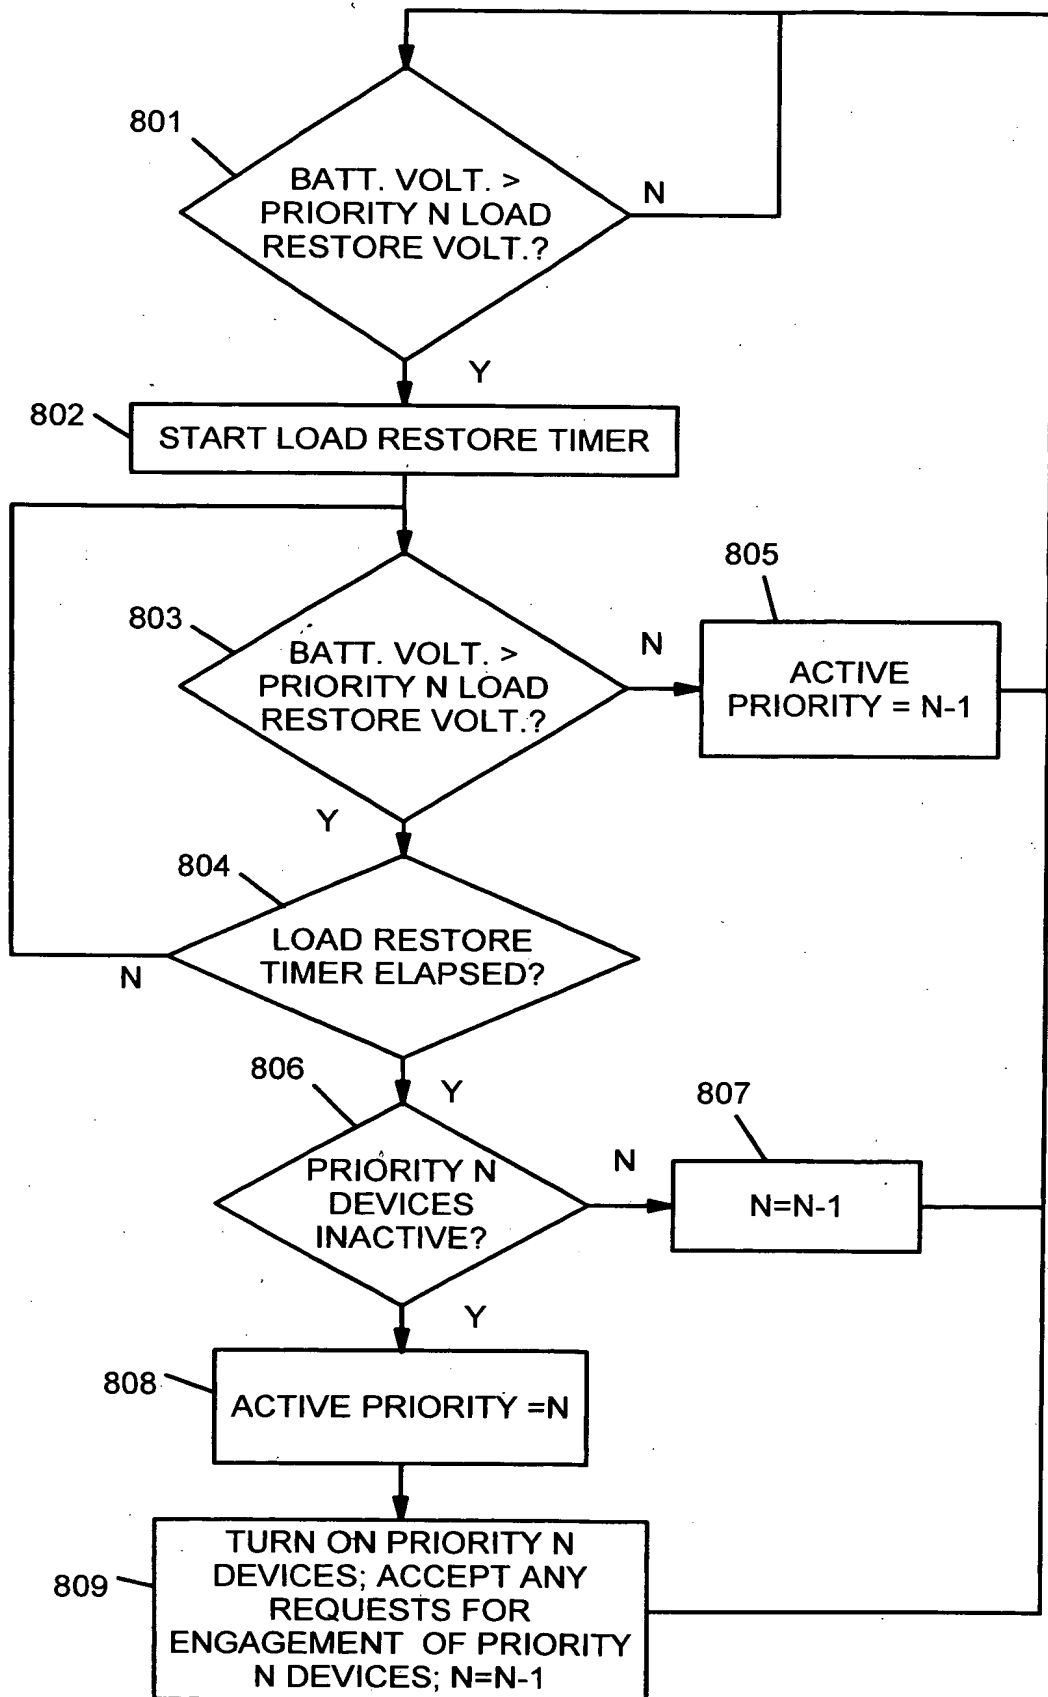 801
BATT. VOLT. >
PRIORITY N LOAD
RESTORE VOLT.?
N
Y
802
START LOAD RESTORE TIMER
803
BATT. VOLT. >
PRIORITY N LOAD
RESTORE VOLT.?
N
805
ACTIVE
PRIORITY = N-1
Y
804
LOAD RESTORE
TIMER ELAPSED?
N
Y
806
PRIORITY N
DEVICES
INACTIVE?
N
807
N=N-1
Y
808
ACTIVE PRIORITY =N
809
TURN ON PRIORITY N
DEVICES; ACCEPT ANY
REQUESTS FOR
ENGAGEMENT OF PRIORITY
N DEVICES; N=N-1